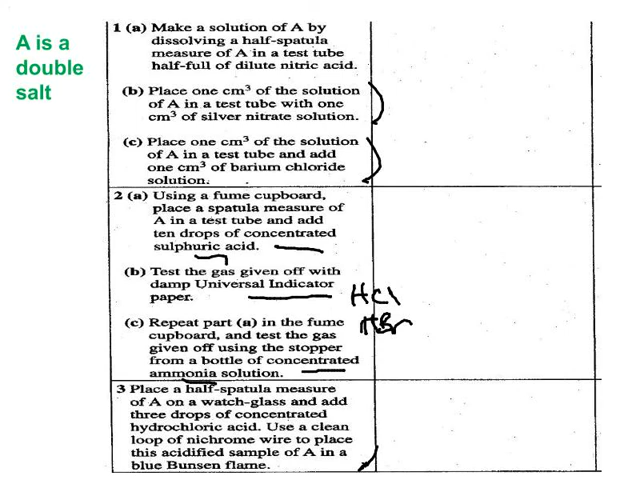 A is a
double
salt
1 (a) Make a solution of A by
dissolving a half-spatula
measure of A in a test tube
half-full of dilute nitric acid.
(b) Place one cm³ of the solution
of A in a test tube with one
cm³ of silver nitrate solution.
(c) Place one cm³ of the solution
of A in a test tube and add
one cm³ of barium chloride
solution.
2 (a) Using a fume cupboard,
place a spatula measure of
A in a test tube and add
ten drops of concentrated
sulphuric acid.
(b) Test the gas given off with
damp Universal Indicator
paper.
HCl
HBr
(c) Repeat part (a) in the fume
cupboard, and test the gas
given off using the stopper
from a bottle of concentrated
ammonia solution.
3 Place a half-spatula measure
of A on a watch-glass and add
three drops of concentrated
hydrochloric acid. Use a clean
loop of nichrome wire to place
this acidified sample of A in a
blue Bunsen flame.